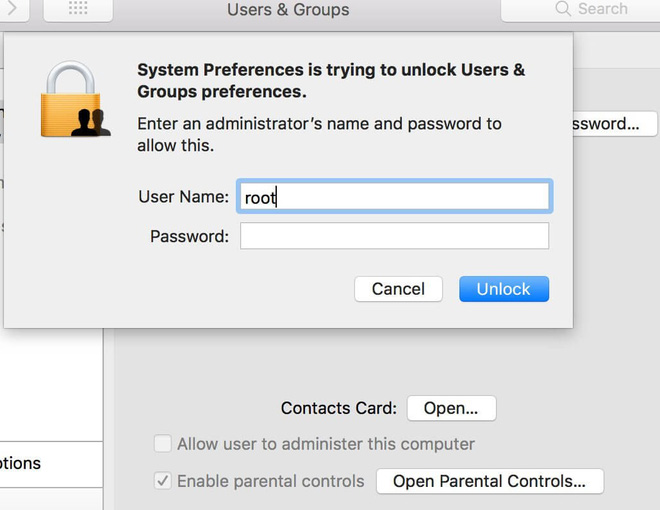 Users & Groups
Search
System Preferences is trying to unlock Users &
Groups preferences.
Enter an administrator's name and password to
allow this.
ssword...
User Name: root
Password:
Cancel
Unlock
Contacts Card: Open...
Allow user to administer this computer
otions
Enable parental controls Open Parental Controls...